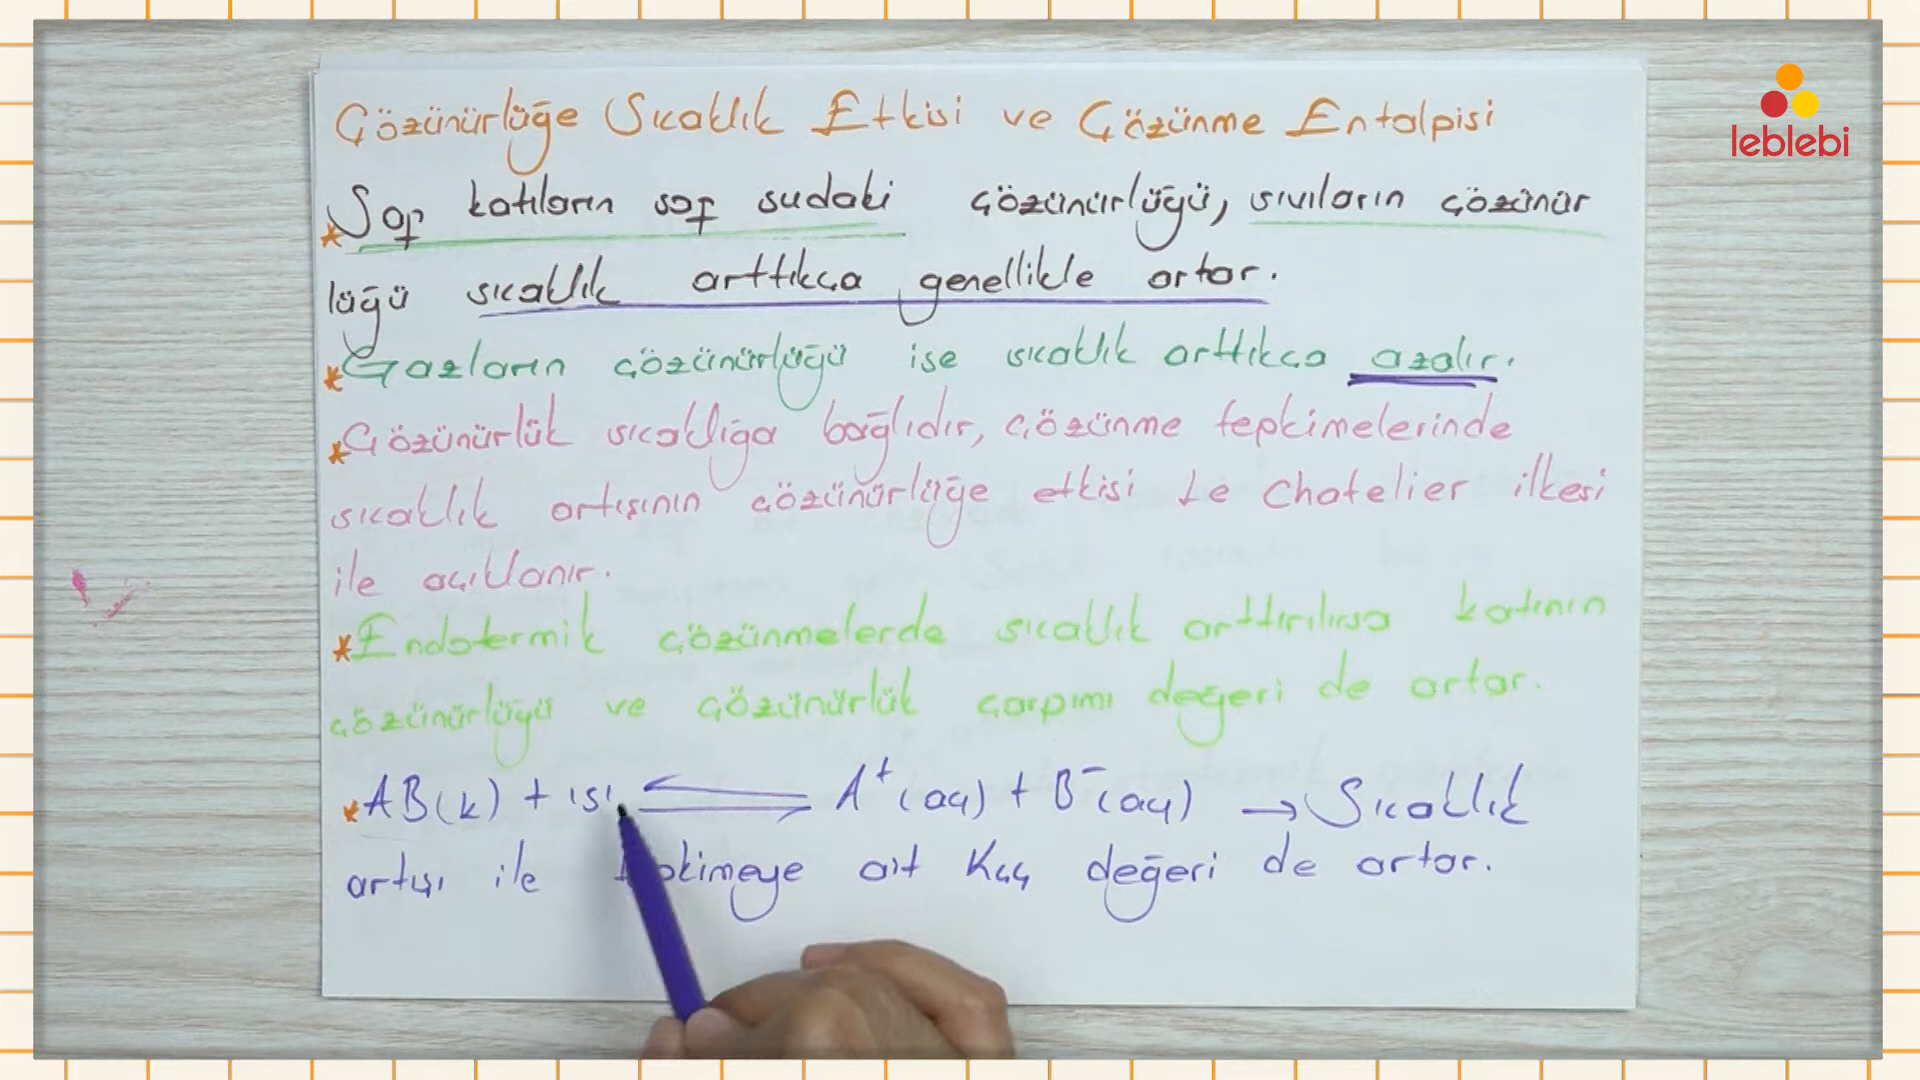 Çözünürlüğe Sıcaklık Etkisi ve Çözünme Entalpisi
leblebi
*Saf katıların saf sudaki çözünürlüğü, sıvıların çözünür
lüğü sıcaklık arttıkça genellikle artar.
*Gazların çözünürlüğü ise sıcaklık arttıkca azalır.
*Çözünürlük sıcaklığa bağlıdır, çözünme tepkimelerinde
sıcaklık artışının çözünürlüğe etkisi Le Chatelier ilkesi
ile açıklanır.
*Endotermik çözünmelerde sıcaklık arttırılırsa katının
çözünürlüğü ve çözünürlük çarpımı değeri de artar.
*AB(k) + ısı ⇌ A⁺(aq) + B⁻(aq) → Sıcaklık
artışı ile tepkimeye ait Kçç değeri de artar.